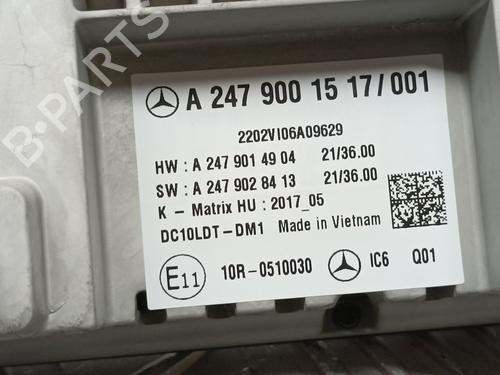 A 247 900 15 17/001
2202VI06A09629
HW : A 247 901 49 04 21/36.00
SW : A 247 902 84 13 21/36.00
K - Matrix HU : 2017_05
DC10LDT-DM1 Made in Vietnam
E11 10R-0510030 IC6 Q01
B-PARTS